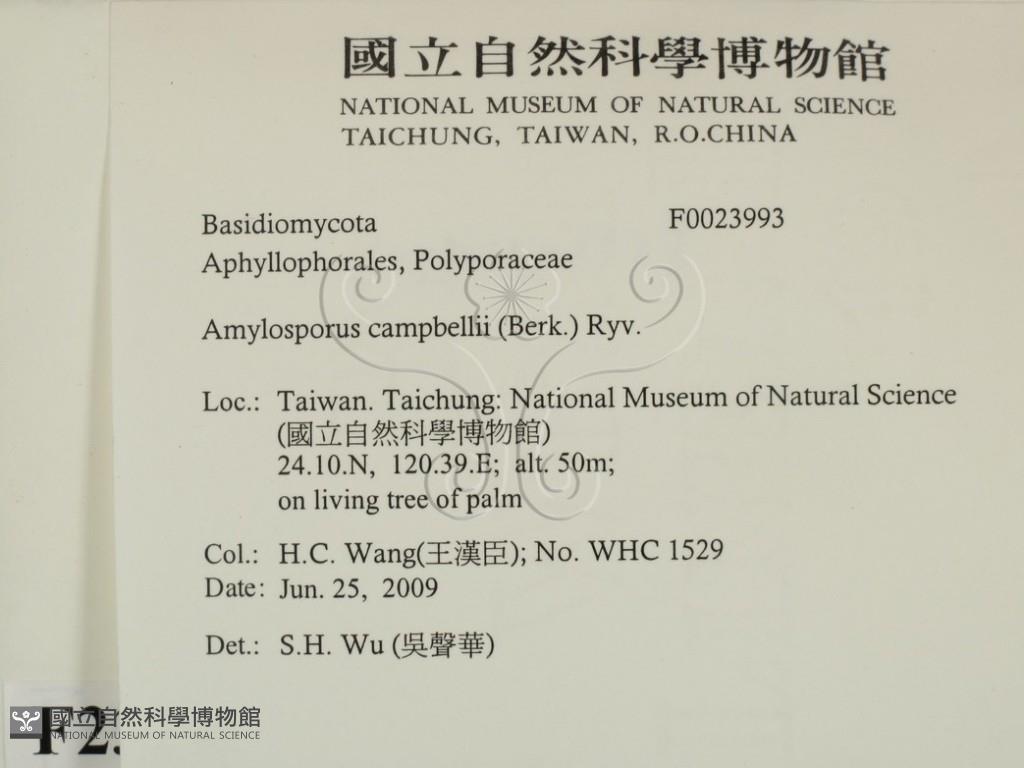 國立自然科學博物館
NATIONAL MUSEUM OF NATURAL SCIENCE
TAICHUNG, TAIWAN, R.O.CHINA
Basidiomycota F0023993
Aphyllophorales, Polyporaceae
Amylosporus campbellii (Berk.) Ryv.
Loc.: Taiwan. Taichung: National Museum of Natural Science
(國立自然科學博物館)
24.10.N, 120.39.E; alt. 50m;
on living tree of palm
Col.: H.C. Wang(王漢臣); No. WHC 1529
Date: Jun. 25, 2009
Det.: S.H. Wu (吳聲華)
F2
國立自然科學博物館
NATIONAL MUSEUM OF NATURAL SCIENCE